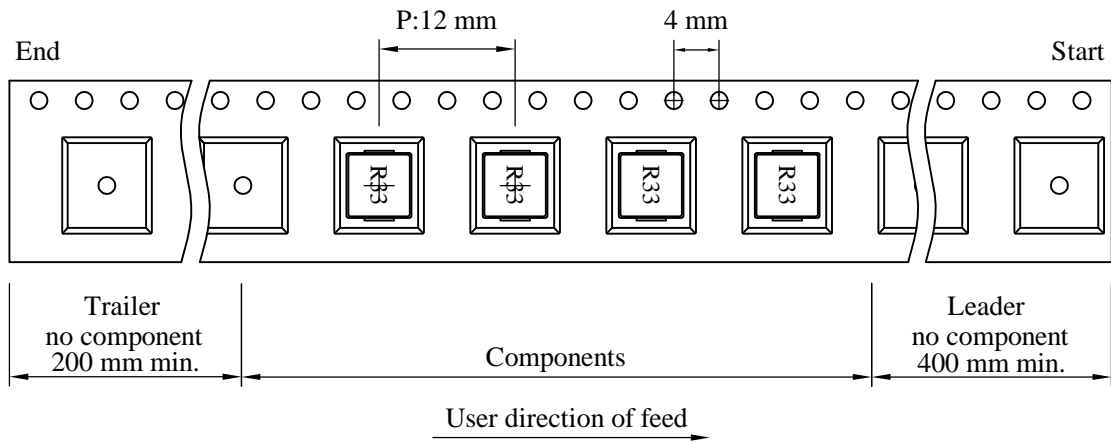 P:12 mm
4 mm
End
Start
R33
R33
R33
R33
Trailer
no component
200 mm min.
Components
Leader
no component
400 mm min.
User direction of feed